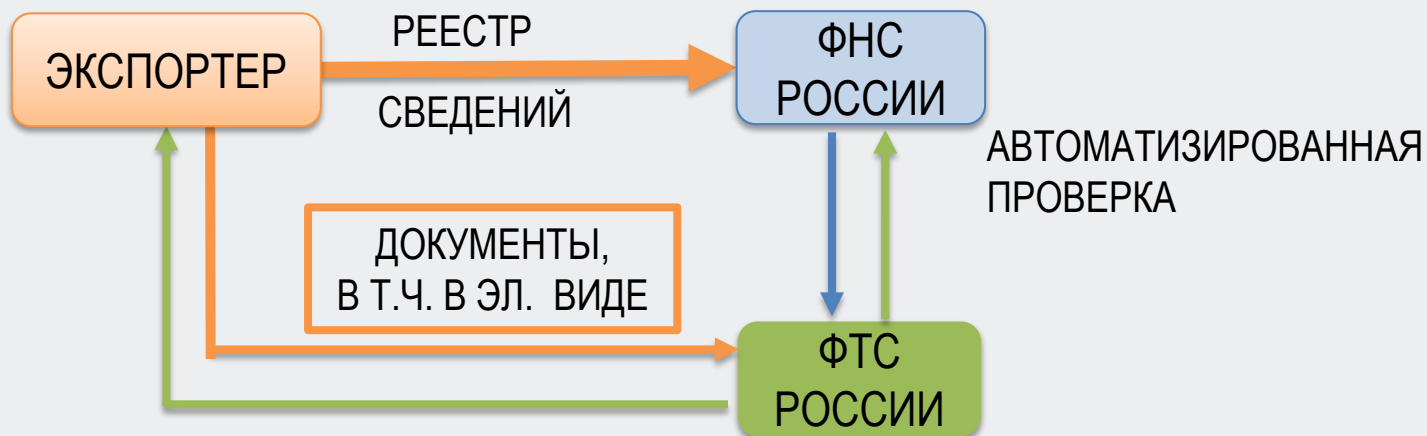 ЭКСПОРТЕР
РЕЕСТР
СВЕДЕНИЙ
ФНС
РОССИИ
АВТОМАТИЗИРОВАННАЯ
ПРОВЕРКА
ДОКУМЕНТЫ,
В Т.Ч. В ЭЛ. ВИДЕ
ФТС
РОССИИ